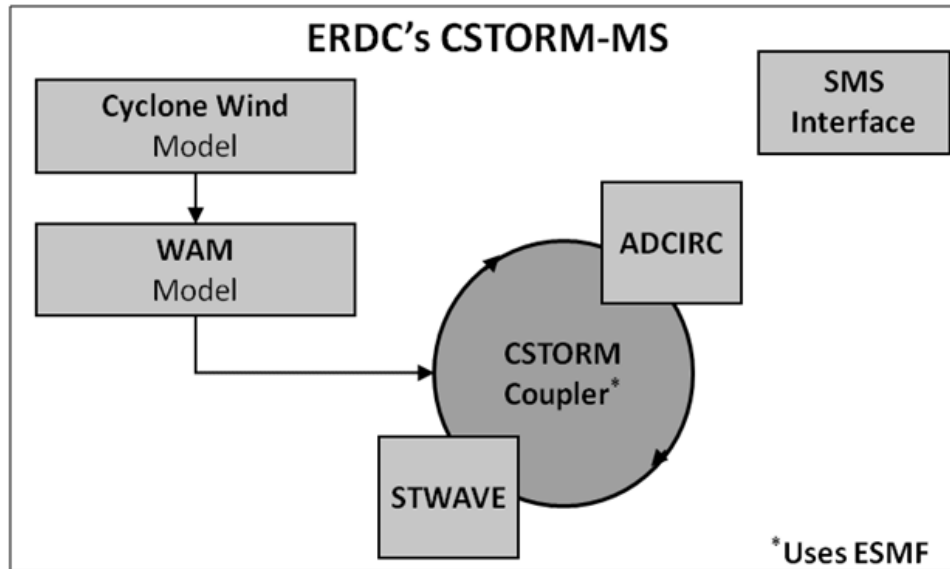 ERDC's CSTORM-MS
Cyclone Wind
Model
SMS
Interface
WAM
Model
ADCIRC
CSTORM
Coupler*
STWAVE
*Uses ESMF